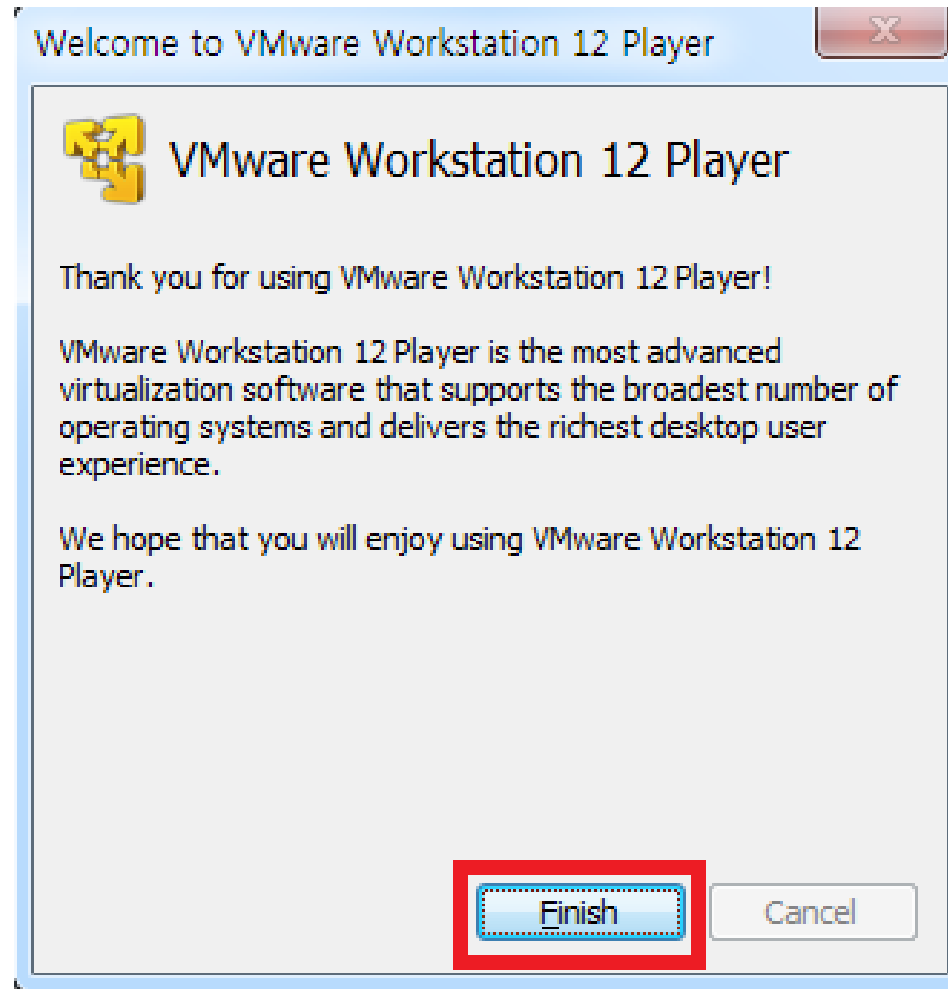 Welcome to VMware Workstation 12 Player
VMware Workstation 12 Player
Thank you for using VMware Workstation 12 Player!
VMware Workstation 12 Player is the most advanced
virtualization software that supports the broadest number of
operating systems and delivers the richest desktop user
experience.
We hope that you will enjoy using VMware Workstation 12
Player.
Finish
Cancel